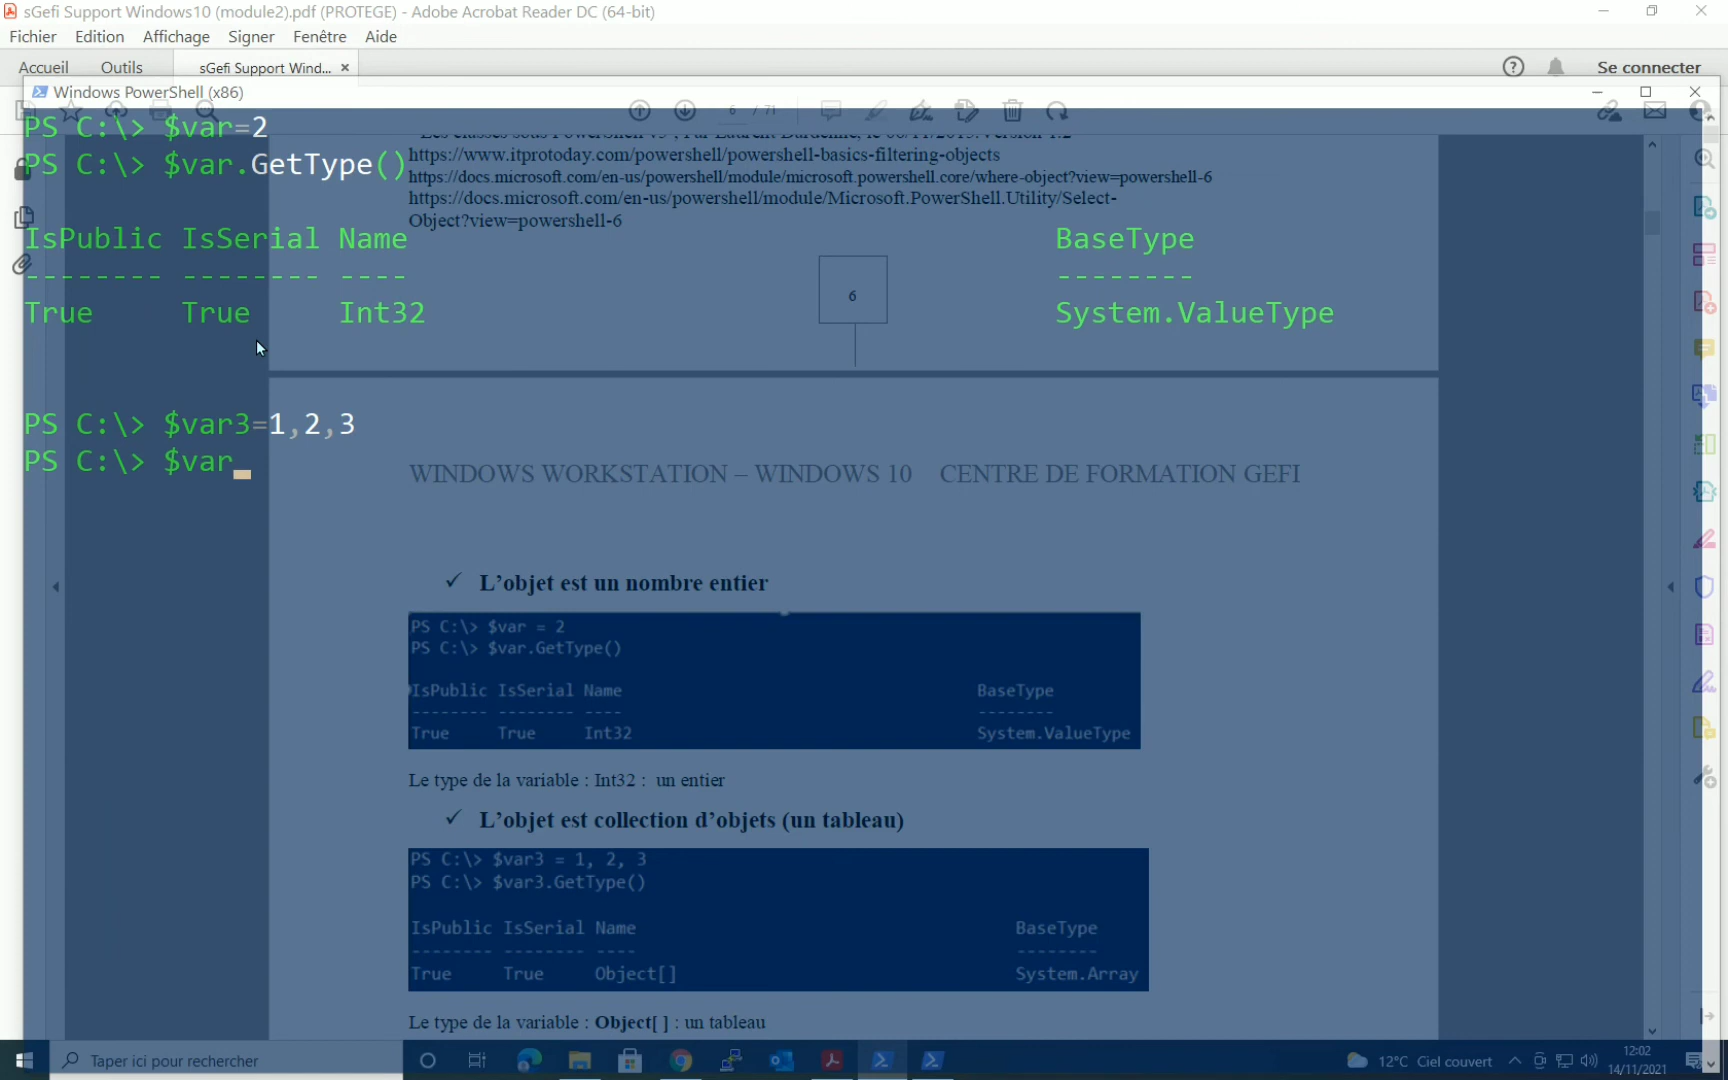 sGefi Support Windows10 (module2).pdf (PROTEGE) - Adobe Acrobat Reader DC (64-bit)
Fichier Edition Affichage Signer Fenêtre Aide
Accueil Outils sGefi Support Wind... × Se connecter
Windows PowerShell (x86)
6 / 71
PS C:\> $var=2
PS C:\> $var.GetType()
IsPublic IsSerial Name BaseType
-------- -------- ---- --------
True True Int32 System.ValueType
PS C:\> $var3=1,2,3
PS C:\> $var_
https://www.itprotoday.com/powershell/powershell-basics-filtering-objects
https://docs.microsoft.com/en-us/powershell/module/microsoft.powershell.core/where-object?view=powershell-6
https://docs.microsoft.com/en-us/powershell/module/Microsoft.PowerShell.Utility/Select-
Object?view=powershell-6
6
WINDOWS WORKSTATION – WINDOWS 10 CENTRE DE FORMATION GEFI
✓ L’objet est un nombre entier
PS C:\> $var = 2
PS C:\> $var.GetType()
IsPublic IsSerial Name BaseType
-------- -------- ---- --------
True True Int32 System.ValueType
Le type de la variable : Int32 : un entier
✓ L’objet est collection d’objets (un tableau)
PS C:\> $var3 = 1, 2, 3
PS C:\> $var3.GetType()
IsPublic IsSerial Name BaseType
-------- -------- ---- --------
True True Object[] System.Array
Le type de la variable : Object[ ] : un tableau
Taper ici pour rechercher
12°C Ciel couvert
12:02
14/11/2021